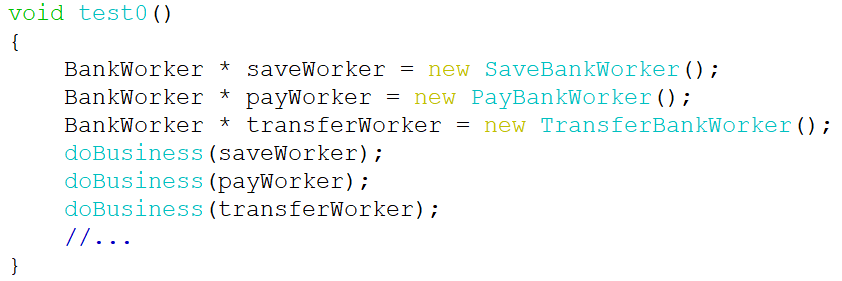 void test0()
{
    BankWorker * saveWorker = new SaveBankWorker();
    BankWorker * payWorker = new PayBankWorker();
    BankWorker * transferWorker = new TransferBankWorker();
    doBusiness(saveWorker);
    doBusiness(payWorker);
    doBusiness(transferWorker);
    //...
}